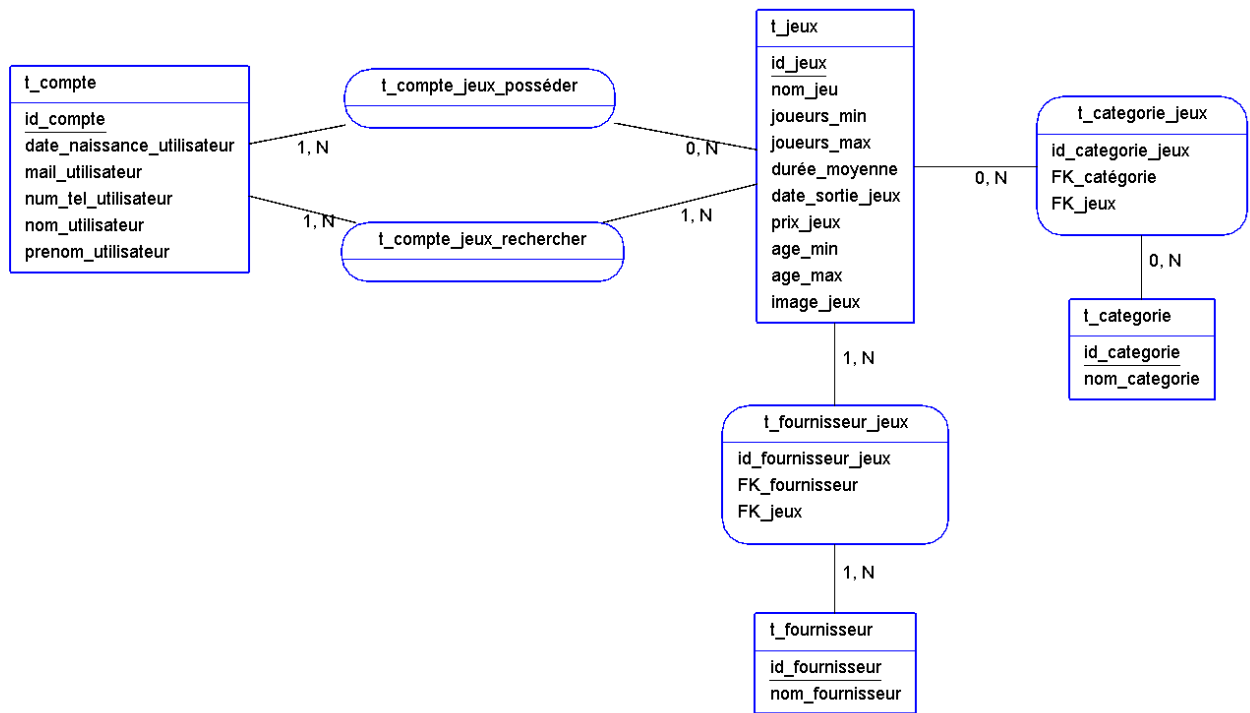 t_compte
id_compte
date_naissance_utilisateur
mail_utilisateur
num_tel_utilisateur
nom_utilisateur
prenom_utilisateur
t_compte_jeux_posséder
1, N
0, N
t_compte_jeux_rechercher
1, N
1, N
t_jeux
id_jeux
nom_jeu
joueurs_min
joueurs_max
durée_moyenne
date_sortie_jeux
prix_jeux
age_min
age_max
image_jeux
0, N
t_categorie_jeux
id_categorie_jeux
FK_catégorie
FK_jeux
0, N
t_categorie
id_categorie
nom_categorie
1, N
t_fournisseur_jeux
id_fournisseur_jeux
FK_fournisseur
FK_jeux
1, N
t_fournisseur
id_fournisseur
nom_fournisseur